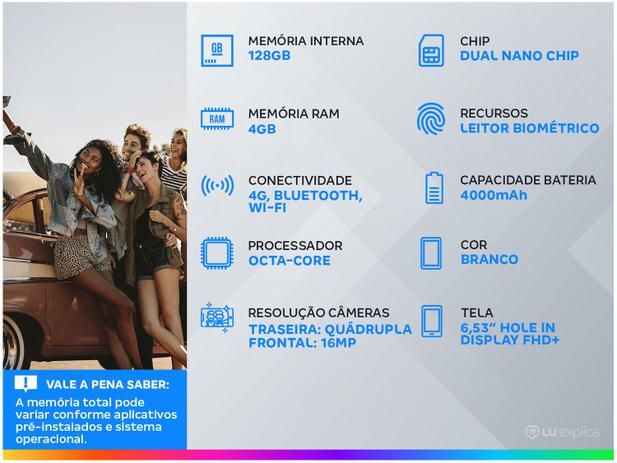 GB
MEMÓRIA INTERNA
128GB
CHIP
DUAL NANO CHIP
RAM
MEMÓRIA RAM
4GB
RECURSOS
LEITOR BIOMÉTRICO
CONECTIVIDADE
4G, BLUETOOTH,
WI-FI
CAPACIDADE BATERIA
4000mAh
PROCESSADOR
OCTA-CORE
COR
BRANCO
RESOLUÇÃO CÂMERAS
TRASEIRA: QUÁDRUPLA
FRONTAL: 16MP
TELA
6,53" HOLE IN
DISPLAY FHD+
VALE A PENA SABER:
A memória total pode
variar conforme aplicativos
pré-instalados e sistema
operacional.
LU explica